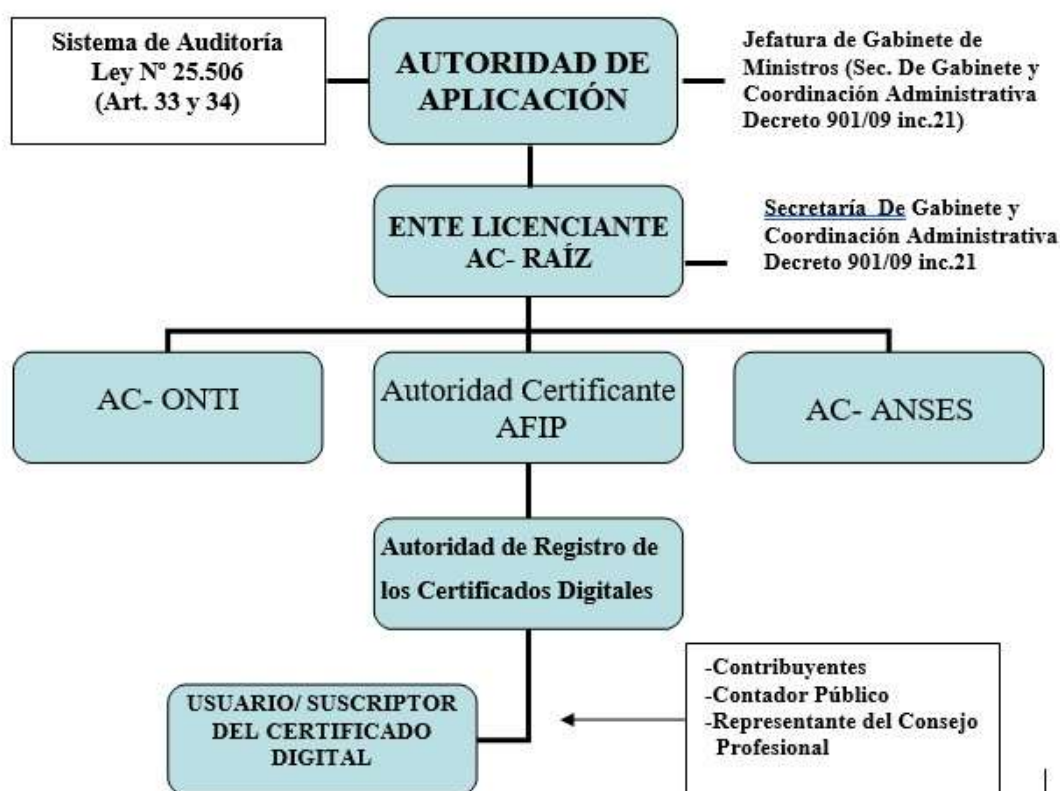 Sistema de Auditoría
Ley Nº 25.506
(Art. 33 y 34)
AUTORIDAD DE
APLICACIÓN
Jefatura de Gabinete de
Ministros (Sec. De Gabinete y
Coordinación Administrativa
Decreto 901/09 inc.21)
ENTE LICENCIANTE
AC- RAÍZ
Secretaría De Gabinete y
Coordinación Administrativa
Decreto 901/09 inc.21
AC- ONTI
Autoridad Certificante
AFIP
AC- ANSES
Autoridad de Registro de
los Certificados Digitales
-Contribuyentes
-Contador Público
-Representante del Consejo
Profesional
USUARIO/ SUSCRIPTOR
DEL CERTIFICADO
DIGITAL